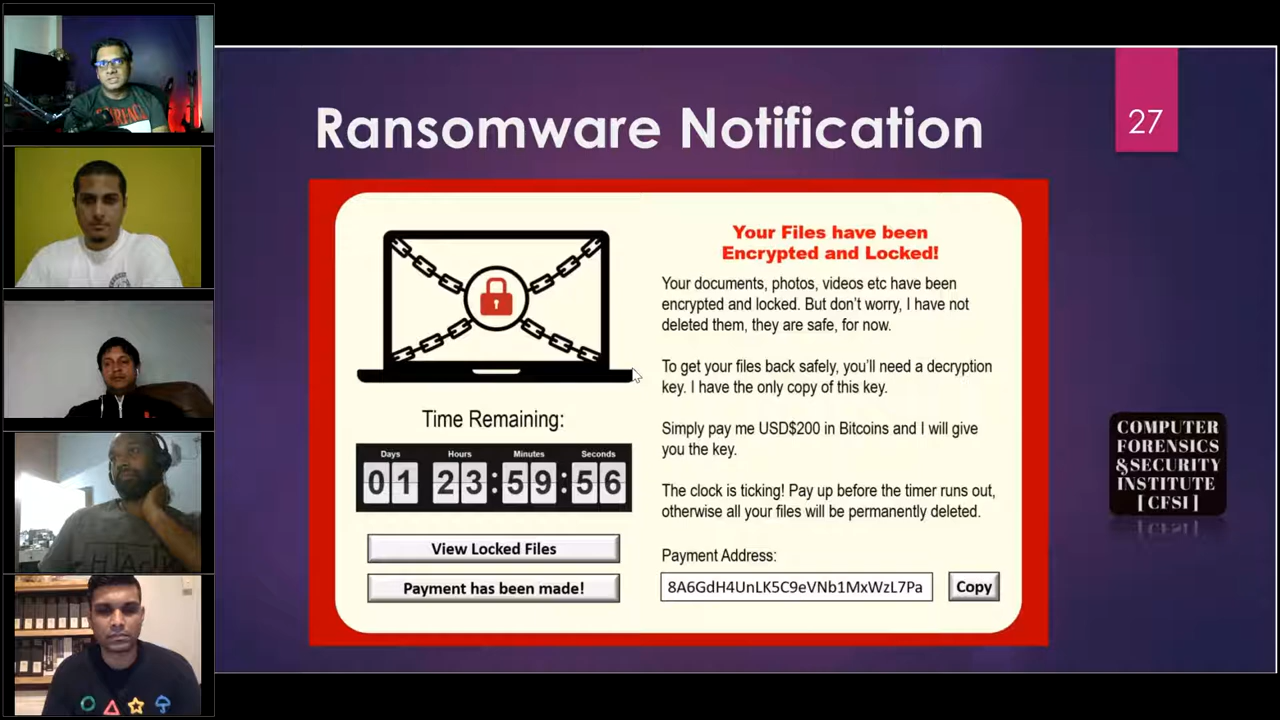 Ransomware Notification
27
Your Files have been
Encrypted and Locked!
Your documents, photos, videos etc have been
encrypted and locked. But don't worry, I have not
deleted them, they are safe, for now.
To get your files back safely, you'll need a decryption
key. I have the only copy of this key.
Simply pay me USD$200 in Bitcoins and I will give
you the key.
The clock is ticking! Pay up before the timer runs out,
otherwise all your files will be permanently deleted.
Payment Address:
8A6GdH4UnLK5C9eVNb1MxWzL7Pa
Copy
Time Remaining:
Days Hours Minutes Seconds
01 23:59:56
View Locked Files
Payment has been made!
COMPUTER
FORENSICS
&SECURITY
INSTITUTE
[CFSI]